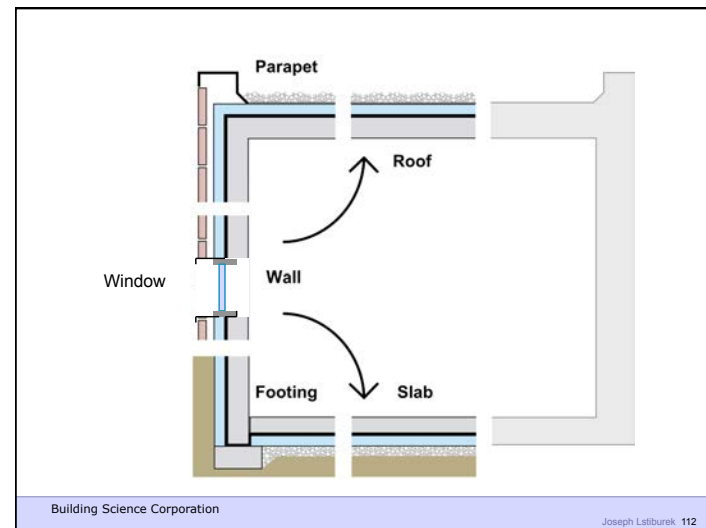 Parapet
Roof
Window
Wall
Footing
Slab
Building Science Corporation
Joseph Lstiburek 112